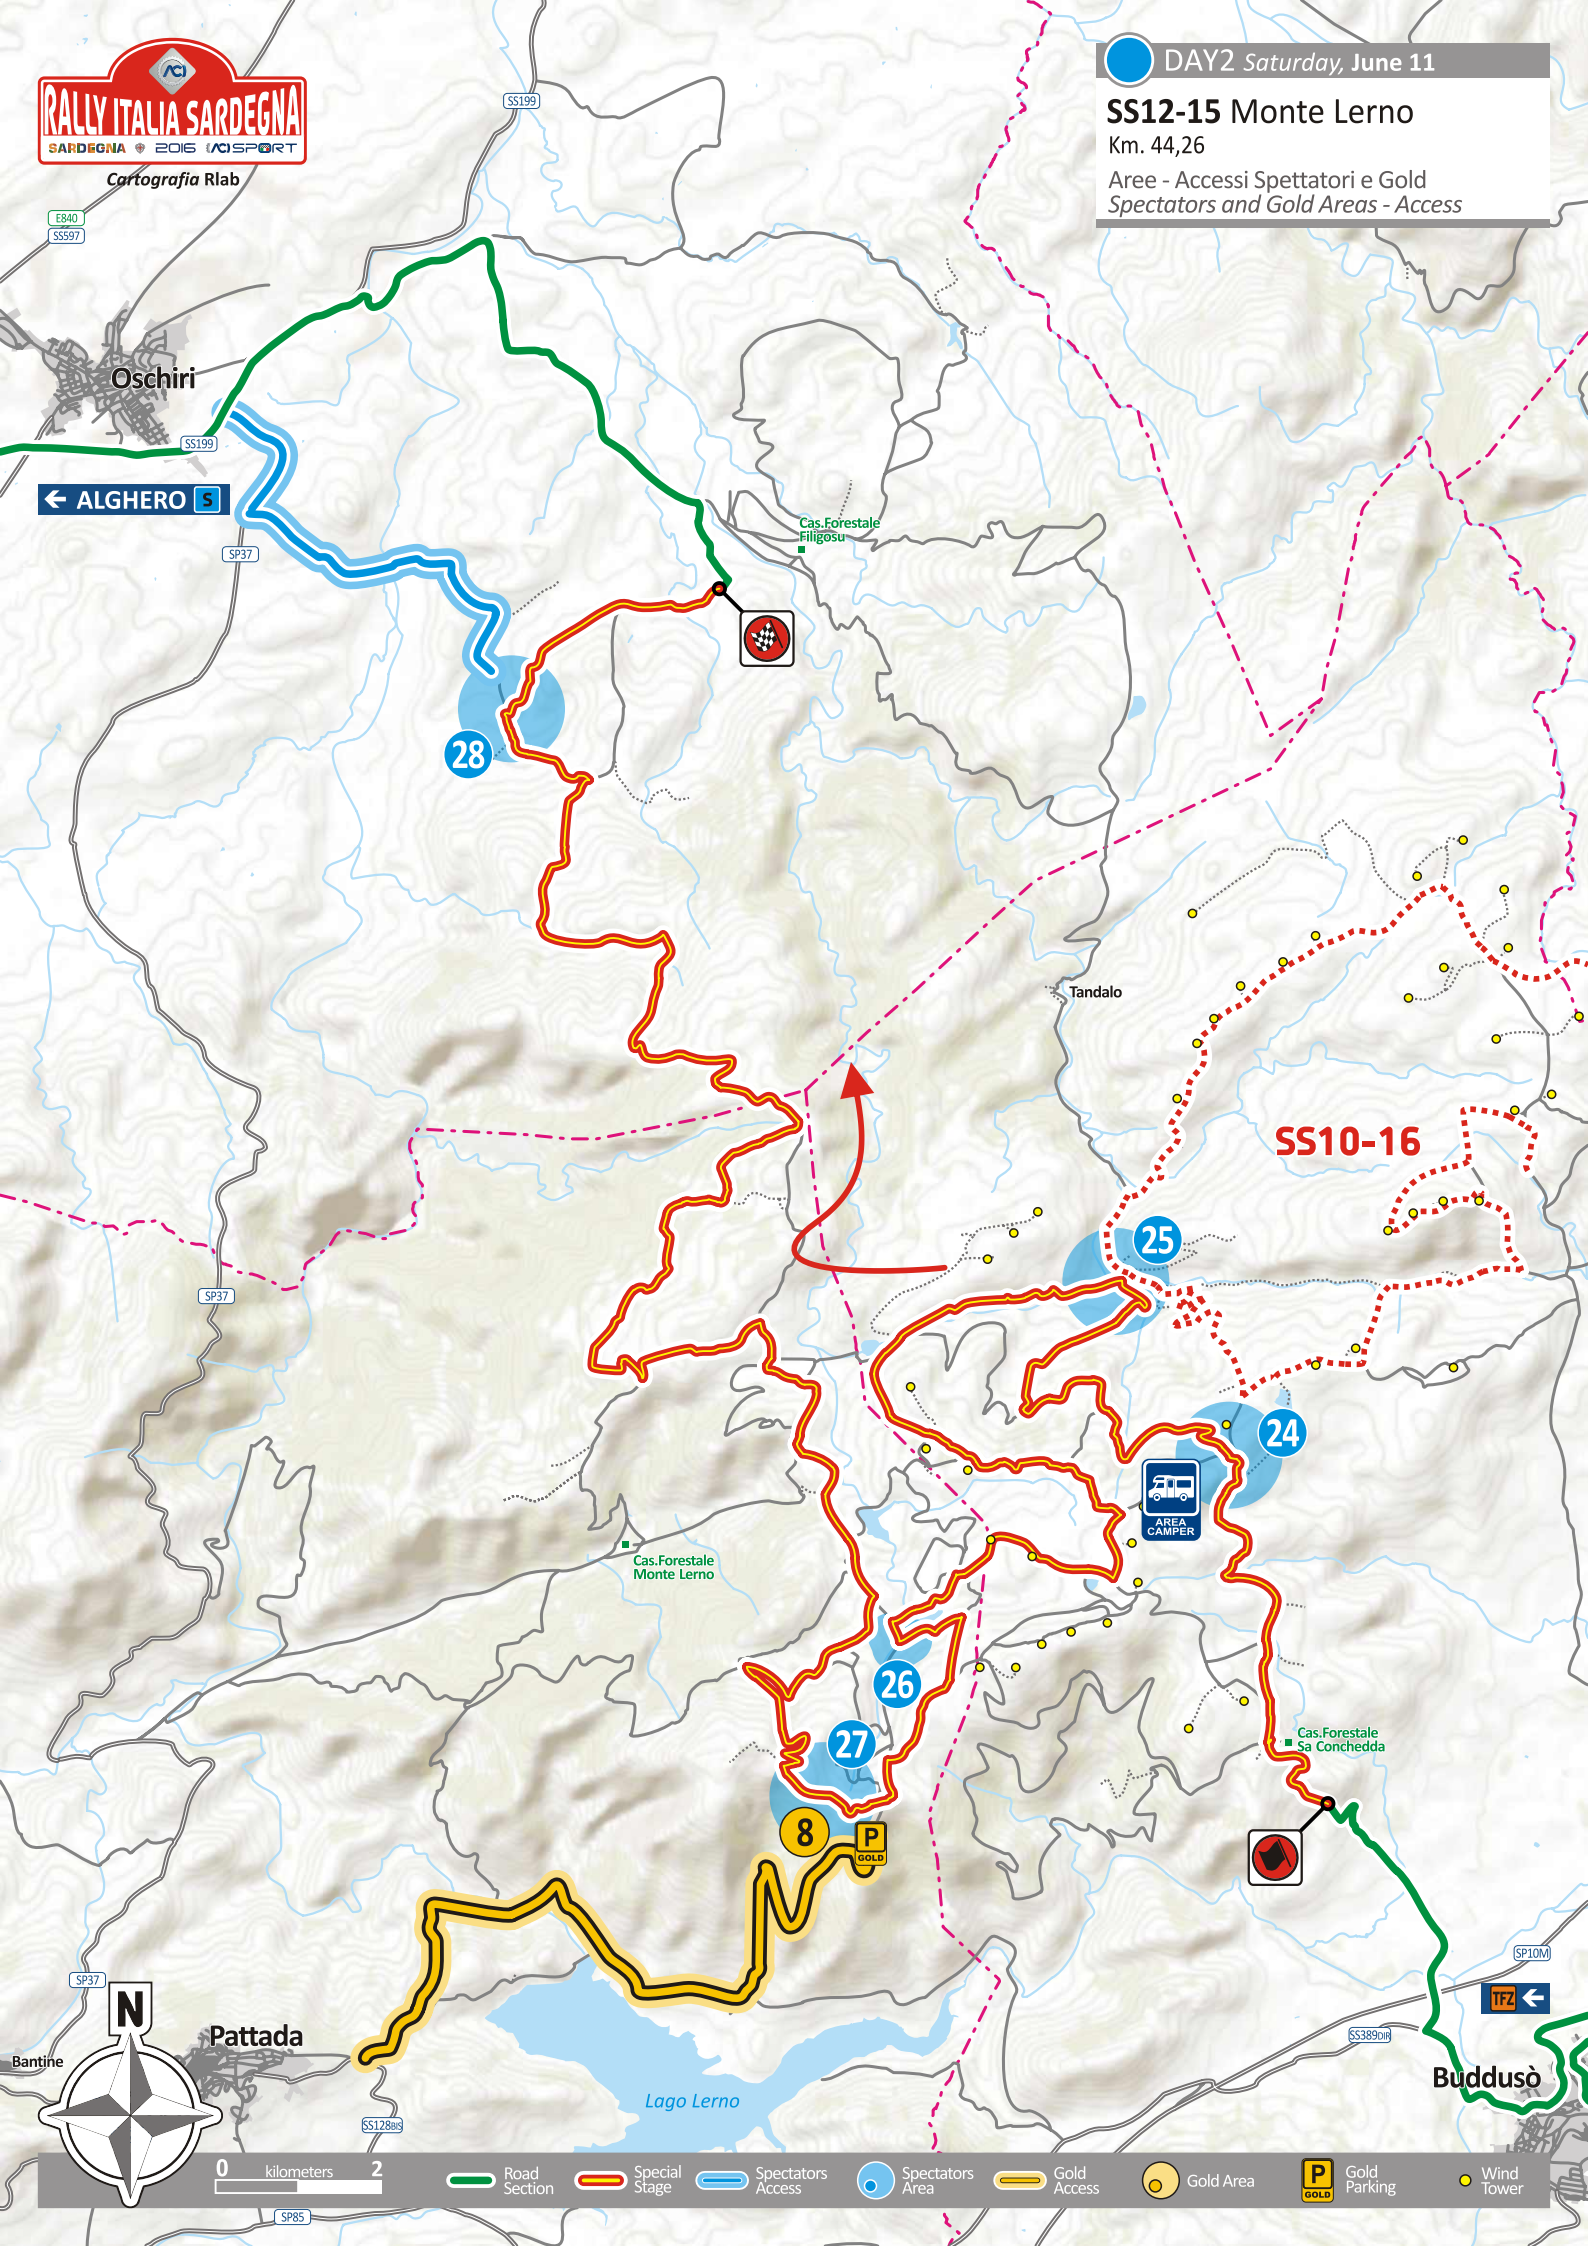 DAY2 Saturday, June 11
SS12-15 Monte Lerno
Km. 44,26
Aree - Accessi Spettatori e Gold
Spectators and Gold Areas - Access
ACI
RALLY ITALIA SARDEGNA
SARDEGNA 2016 ACI SPORT
Cartografia Rlab
SS199
E840
SS597
Oschiri
SS199
← ALGHERO S
SP37
Cas.Forestale
Filigosu
28
Tandalo
SS10-16
25
SP37
24
AREA
CAMPER
Cas.Forestale
Monte Lerno
26
27
Cas.Forestale
Sa Conchedda
8
P
GOLD
SP10M
SP37
TFZ ←
N
Pattada
SS389DIR
Bantine
Buddusò
Lago Lerno
SS128BIS
0 kilometers 2
Road
Section
Special
Stage
Spectators
Access
Spectators
Area
Gold
Access
Gold Area
P
GOLD
Gold
Parking
Wind
Tower
SP85